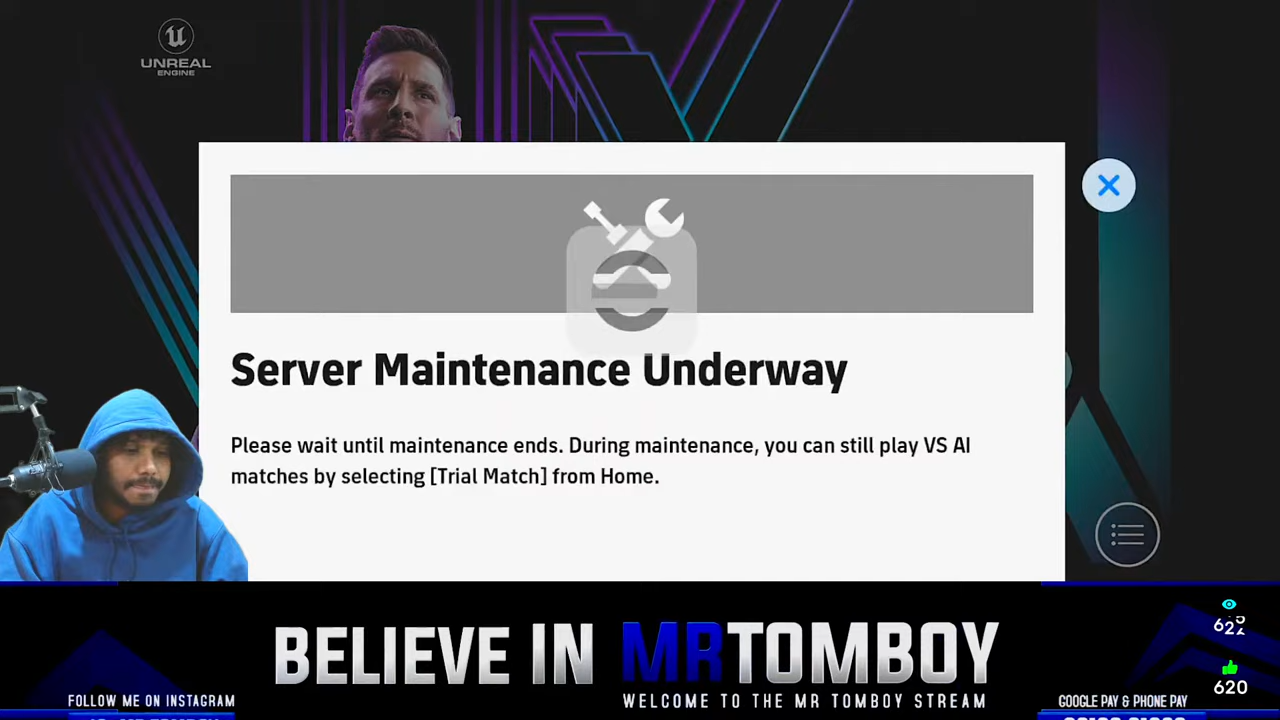 UNREAL
ENGINE
Server Maintenance Underway
Please wait until maintenance ends. During maintenance, you can still play VS AI
matches by selecting [Trial Match] from Home.
BELIEVE IN MRTOMBOY
WELCOME TO THE MR TOMBOY STREAM
FOLLOW ME ON INSTAGRAM
GOOGLE PAY & PHONE PAY
620